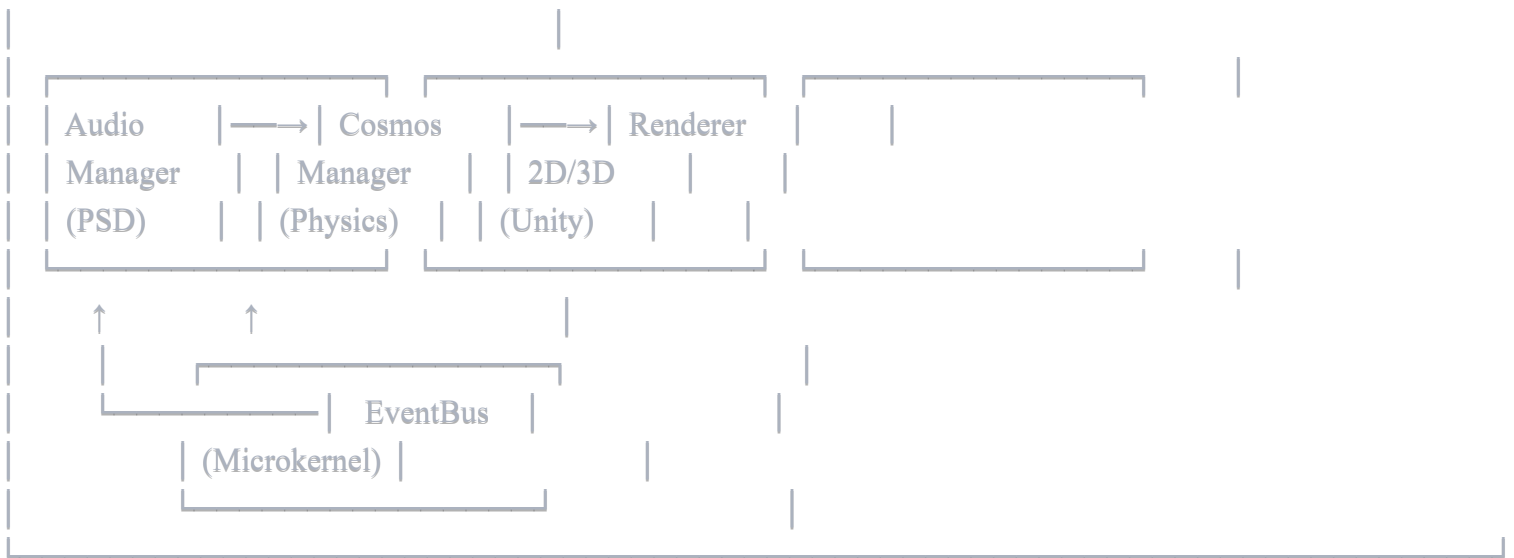 Audio Cosmos Renderer
Manager Manager 2D/3D
(PSD) (Physics) (Unity)
EventBus
(Microkernel)